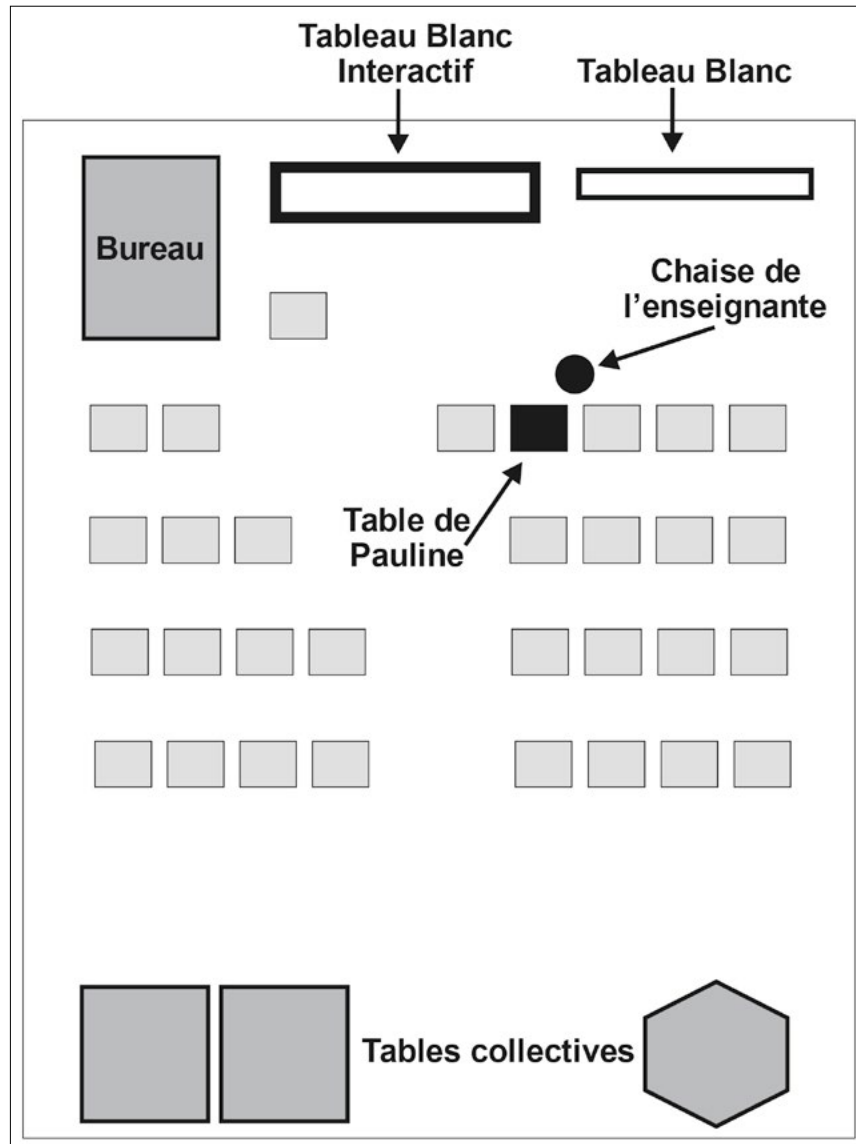 Tableau Blanc
Interactif
Tableau Blanc
Bureau
Chaise de
l'enseignante
Table de
Pauline
Tables collectives